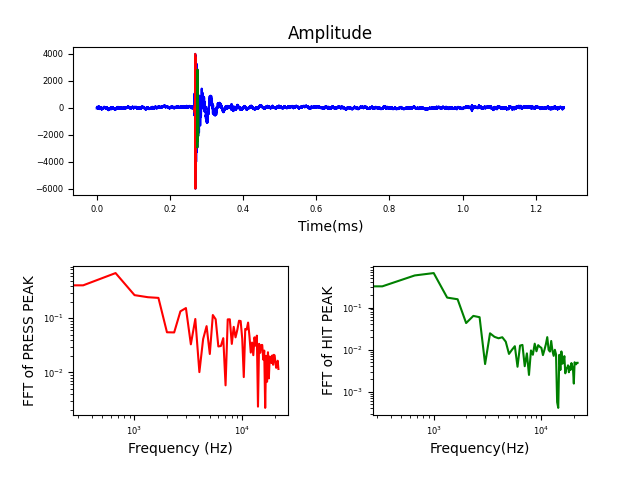 Amplitude
4000
2000
0
−2000
−4000
−6000
0.0 0.2 0.4 0.6 0.8 1.0 1.2
Time(ms)
FFT of PRESS PEAK
10⁻¹
10⁻²
10³ 10⁴
Frequency (Hz)
FFT of HIT PEAK
10⁻¹
10⁻²
10⁻³
10³ 10⁴
Frequency(Hz)